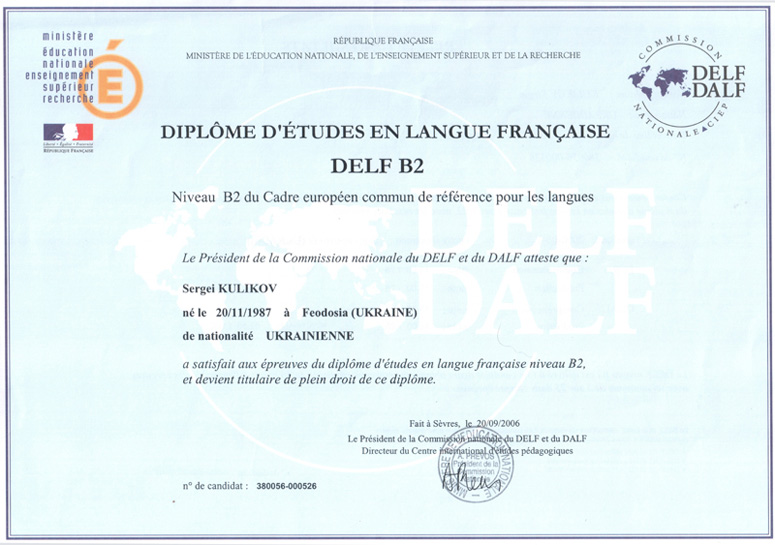 ministère
éducation
nationale
enseignement
supérieur
recherche
é
Liberté • Égalité • Fraternité
RÉPUBLIQUE FRANÇAISE
RÉPUBLIQUE FRANÇAISE
MINISTÈRE DE L'ÉDUCATION NATIONALE, DE L'ENSEIGNEMENT SUPÉRIEUR ET DE LA RECHERCHE
COMMISSION
DELF
DALF
NATIONALE CIEP
DIPLÔME D'ÉTUDES EN LANGUE FRANÇAISE
DELF B2
Niveau B2 du Cadre européen commun de référence pour les langues
DELF
DALF
Le Président de la Commission nationale du DELF et du DALF atteste que :
Sergei KULIKOV
né le 20/11/1987 à Feodosia (UKRAINE)
de nationalité UKRAINIENNE
a satisfait aux épreuves du diplôme d'études en langue française niveau B2,
et devient titulaire de plein droit de ce diplôme.
Fait à Sèvres, le 20/09/2006
Le Président de la Commission nationale du DELF et du DALF
Directeur du Centre international d'études pédagogiques
A. PREVOS
Président de la
Commission
n° de candidat : 380056-000526